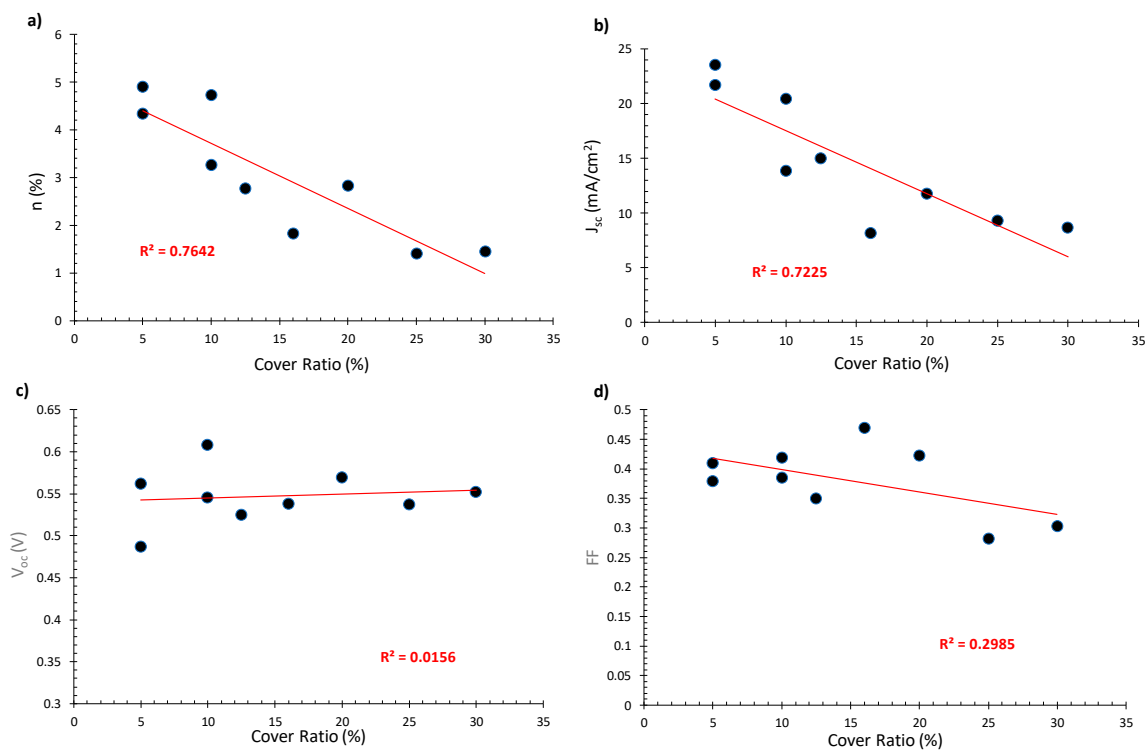 a)
6
5
4
3
2
1
0
n (%)
R² = 0.7642
0 5 10 15 20 25 30 35
Cover Ratio (%)
b)
25
20
15
10
5
0
J_sc (mA/cm²)
R² = 0.7225
0 5 10 15 20 25 30 35
Cover Ratio (%)
c)
0.65
0.6
0.55
0.5
0.45
0.4
0.35
0.3
V_oc (V)
R² = 0.0156
0 5 10 15 20 25 30 35
Cover Ratio (%)
d)
0.5
0.45
0.4
0.35
0.3
0.25
0.2
0.15
0.1
0.05
0
FF
R² = 0.2985
0 5 10 15 20 25 30 35
Cover Ratio (%)